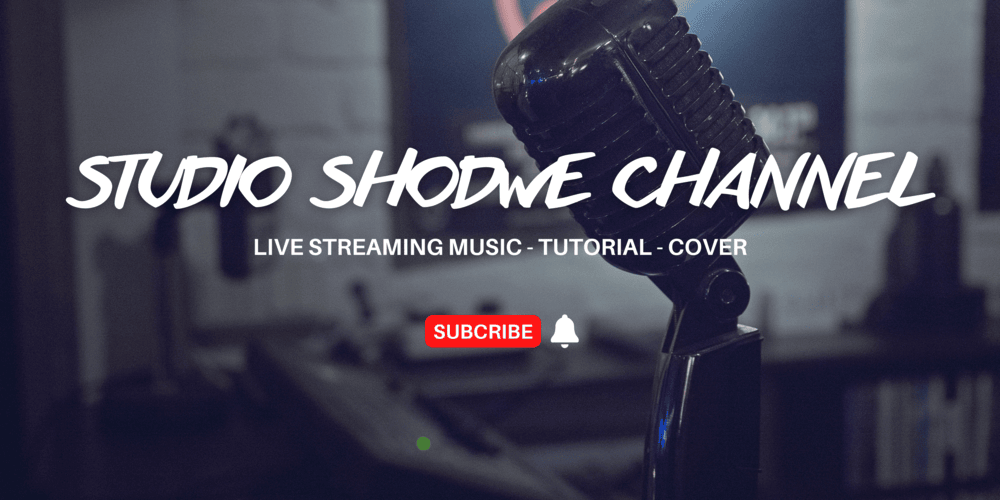 STUDIO SHODWE CHANNEL
LIVE STREAMING MUSIC - TUTORIAL - COVER
SUBCRIBE